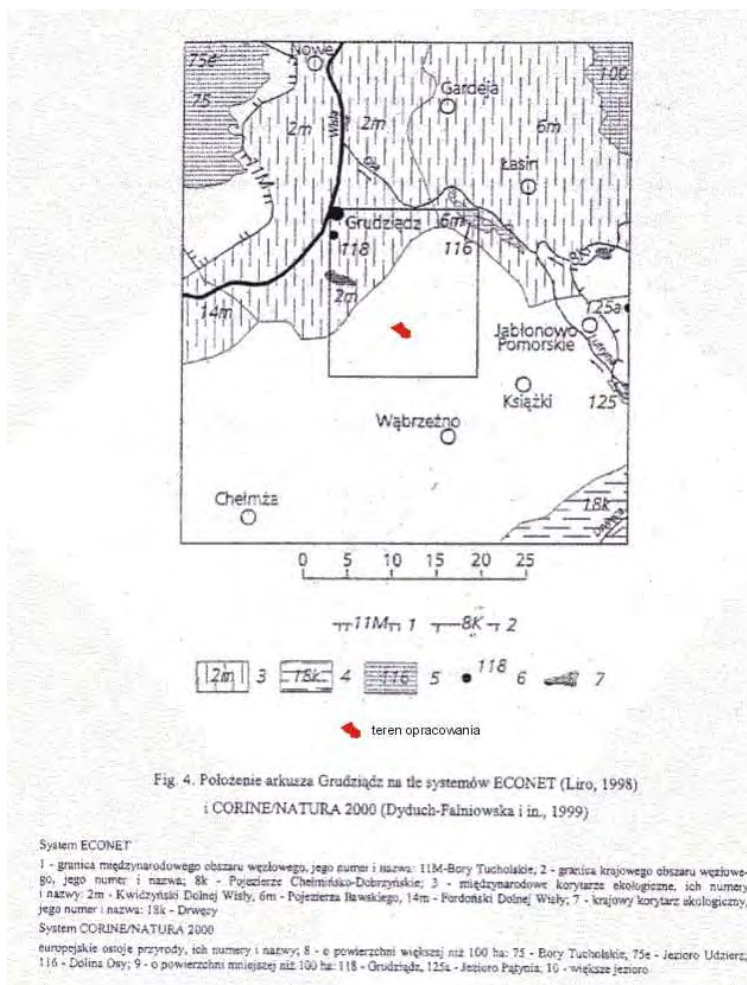 75e
Nowe
75
Gardeja
100
2m
Wisła
2m
6m
11M
Łasin
Grudziądz
6m
118
116
2m
8k
14m
125a
Jabłonowo
Pomorskie
Lutryna
Książki
125
Wąbrzeźno
Chełmża
18k
Drwęca
0 5 10 15 20 25
11M 1 8K 2
2m 3 18k 4 116 5 118 6 7
teren opracowania
Fig. 4. Położenie arkusza Grudziądz na tle systemów ECONET (Liro, 1998)
i CORINE/NATURA 2000 (Dyduch-Falniowska i in., 1999)
System ECONET
1 - granica międzynarodowego obszaru węzłowego, jego numer i nazwa: 11M-Bory Tucholskie, 2 - granica krajowego obszaru węzłowe-
go, jego numer i nazwa; 8k - Pojezierze Chełmińsko-Dobrzyńskie; 3 - międzynarodowe korytarze ekologiczne, ich numery
i nazwy: 2m - Kwidzyński Dolnej Wisły, 6m - Pojezierza Iławskiego, 14m - Fordoński Dolnej Wisły; 7 - krajowy korytarz ekologiczny,
jego numer i nazwa: 18k - Drwęcy
System CORINE/NATURA 2000
europejskie ostoje przyrody, ich numery i nazwy; 8 - o powierzchni większej niż 100 ha: 75 - Bory Tucholskie, 75e - Jezioro Udzierz,
116 - Dolina Osy; 9 - o powierzchni mniejszej niż 100 ha: 118 - Grudziądz, 125a - Jezioro Płżynia, 10 - większe jezioro